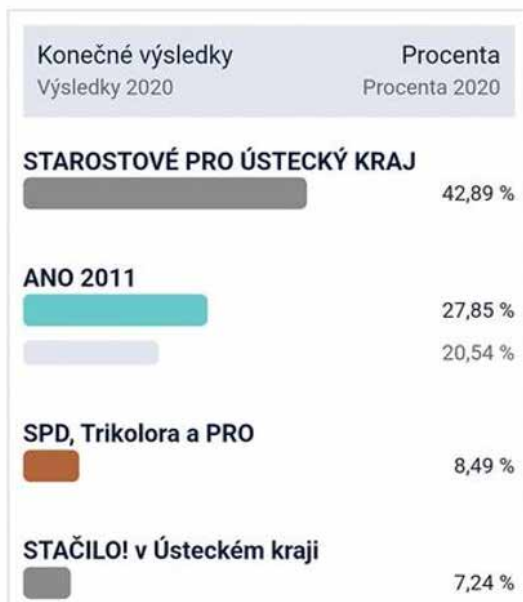 Konečné výsledky Procenta
Výsledky 2020 Procenta 2020
STAROSTOVÉ PRO ÚSTECKÝ KRAJ
42,89 %
ANO 2011
27,85 %
20,54 %
SPD, Trikolora a PRO
8,49 %
STAČILO! v Ústeckém kraji
7,24 %